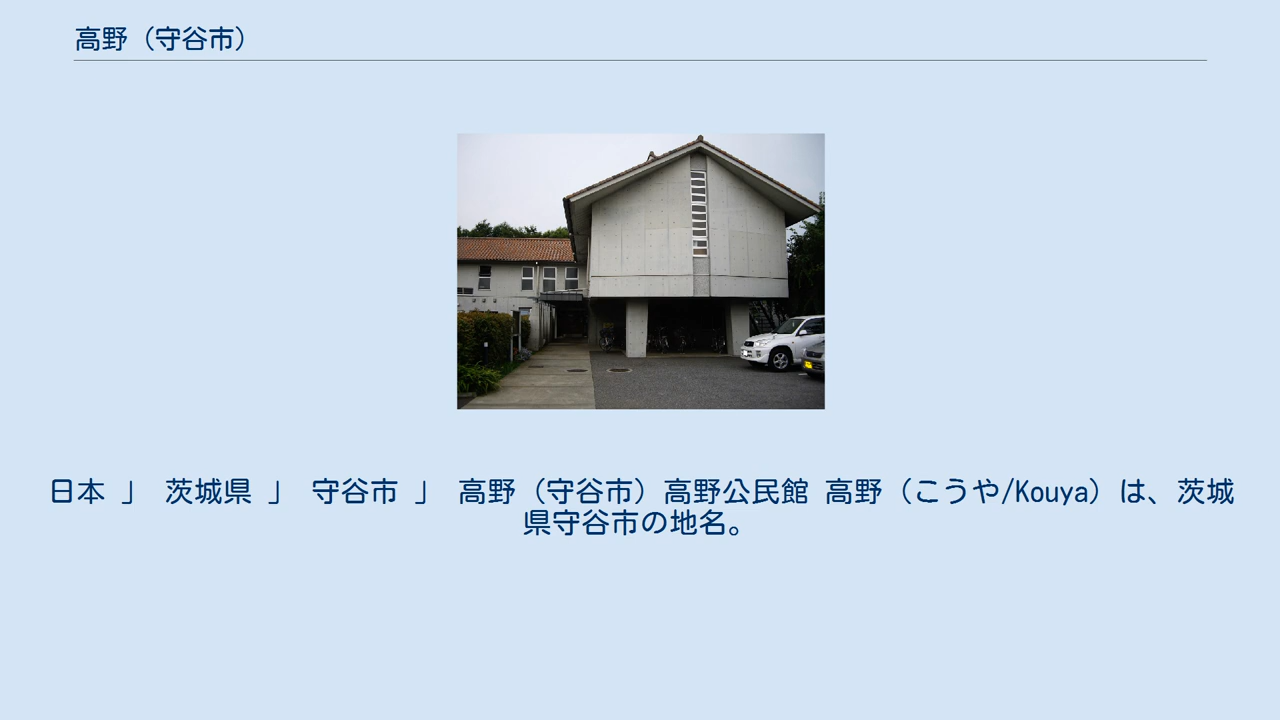 高野（守谷市）
日本 」 茨城県 」 守谷市 」 高野（守谷市）高野公民館 高野（こうや/Kouya）は、茨城
県守谷市の地名。